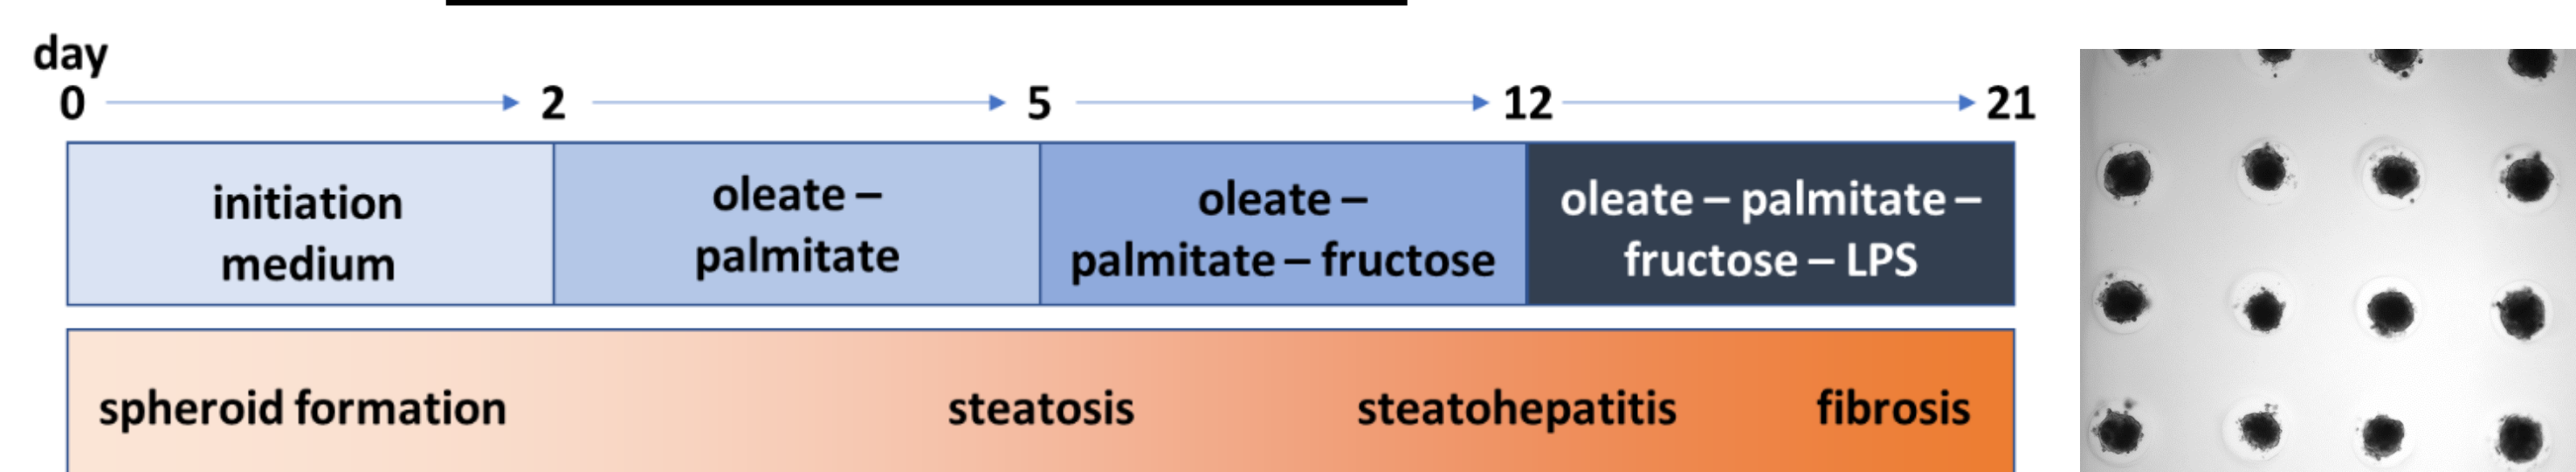 day
0 2 5 12 21
initiation
medium
oleate –
palmitate
oleate –
palmitate – fructose
oleate – palmitate –
fructose – LPS
spheroid formation steatosis steatohepatitis fibrosis